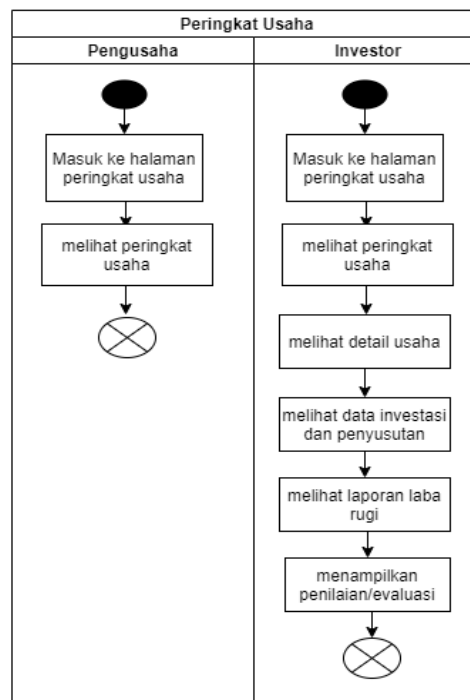 Peringkat Usaha
Pengusaha
Investor
Masuk ke halaman
peringkat usaha
melihat peringkat
usaha
Masuk ke halaman
peringkat usaha
melihat peringkat
usaha
melihat detail usaha
melihat data investasi
dan penyusutan
melihat laporan laba
rugi
menampilkan
penilaian/evaluasi